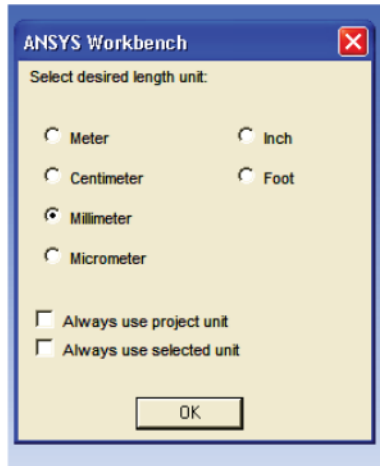 ANSYS Workbench
Select desired length unit:
Meter
Inch
Centimeter
Foot
Millimeter
Micrometer
Always use project unit
Always use selected unit
OK